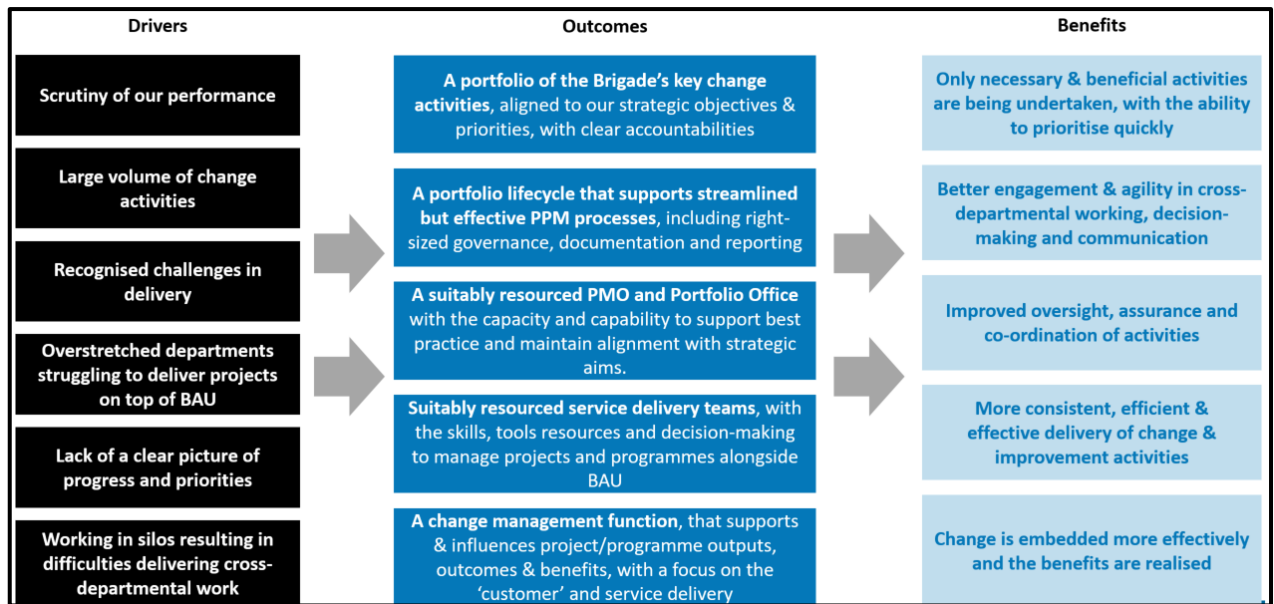 Drivers
Scrutiny of our performance
Large volume of change
activities
Recognised challenges in
delivery
Overstretched departments
struggling to deliver projects
on top of BAU
Lack of a clear picture of
progress and priorities
Working in silos resulting in
difficulties delivering cross-
departmental work
Outcomes
A portfolio of the Brigade’s key change
activities, aligned to our strategic objectives &
priorities, with clear accountabilities
A portfolio lifecycle that supports streamlined
but effective PPM processes, including right-
sized governance, documentation and reporting
A suitably resourced PMO and Portfolio Office
with the capacity and capability to support best
practice and maintain alignment with strategic
aims.
Suitably resourced service delivery teams, with
the skills, tools resources and decision-making
to manage projects and programmes alongside
BAU
A change management function, that supports
& influences project/programme outputs,
outcomes & benefits, with a focus on the
‘customer’ and service delivery
Benefits
Only necessary & beneficial activities
are being undertaken, with the ability
to prioritise quickly
Better engagement & agility in cross-
departmental working, decision-
making and communication
Improved oversight, assurance and
co-ordination of activities
More consistent, efficient &
effective delivery of change &
improvement activities
Change is embedded more effectively
and the benefits are realised